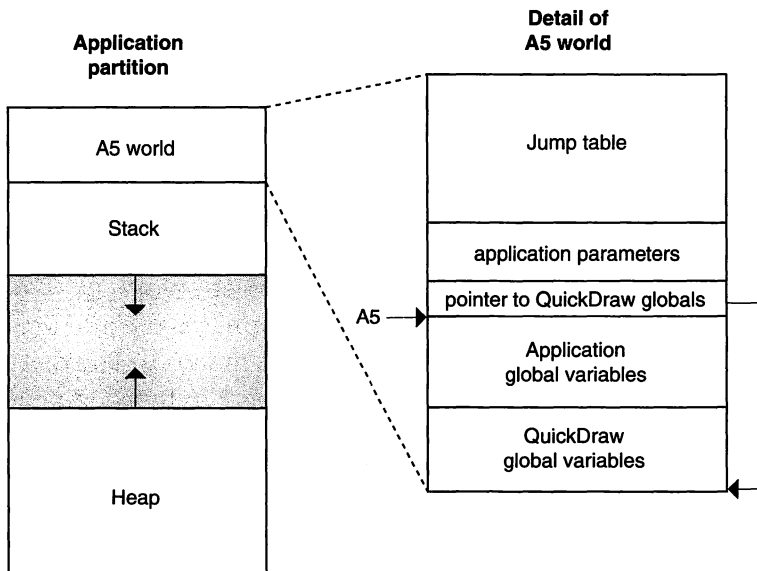 Application
partition
A5 world
Stack
Heap
Detail of
A5 world
Jump table
application parameters
pointer to QuickDraw globals
A5
Application
global variables
QuickDraw
global variables